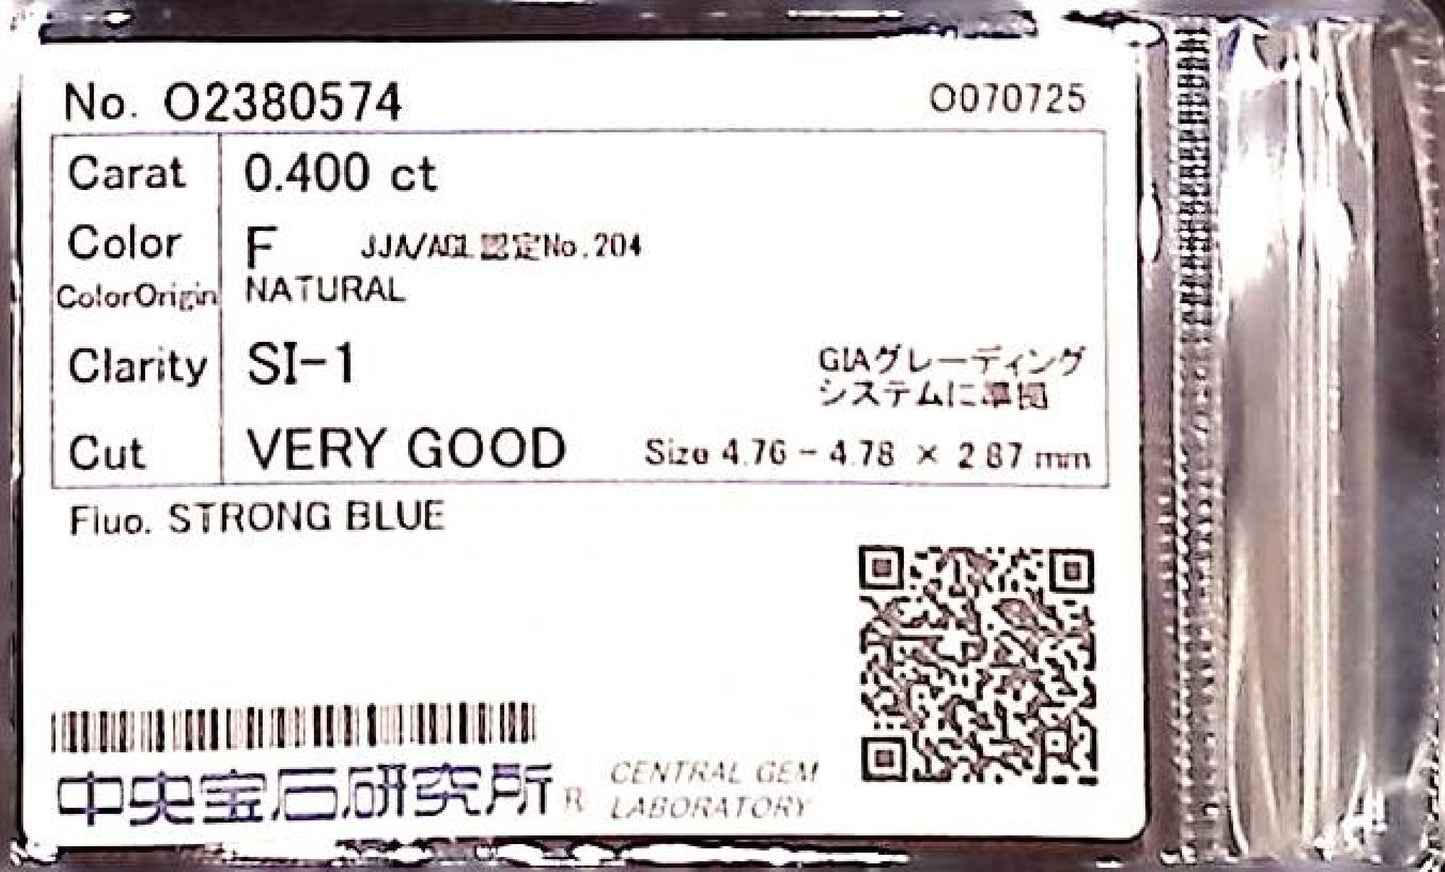 No. O2380574
O070725
Carat 0.400 ct
Color F JJA/AGL認定No.204
ColorOrigin NATURAL
Clarity SI-1
GIAグレーディング
システムに準拠
Cut VERY GOOD Size 4.76 - 4.78 × 2.87 mm
Fluo. STRONG BLUE
中央宝石研究所 R
CENTRAL GEM
LABORATORY